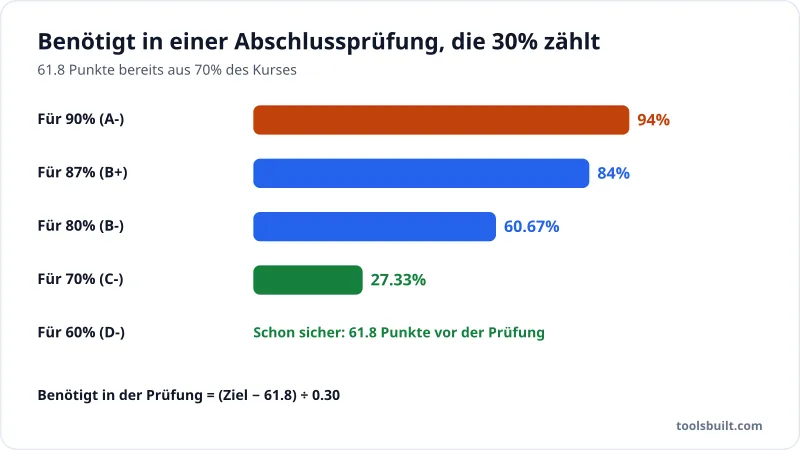 Benötigt in einer Abschlussprüfung, die 30% zählt
61.8 Punkte bereits aus 70% des Kurses
Für 90% (A-) 94%
Für 87% (B+) 84%
Für 80% (B-) 60.67%
Für 70% (C-) 27.33%
Für 60% (D-) Schon sicher: 61.8 Punkte vor der Prüfung
Benötigt in der Prüfung = (Ziel − 61.8) ÷ 0.30
toolsbuilt.com